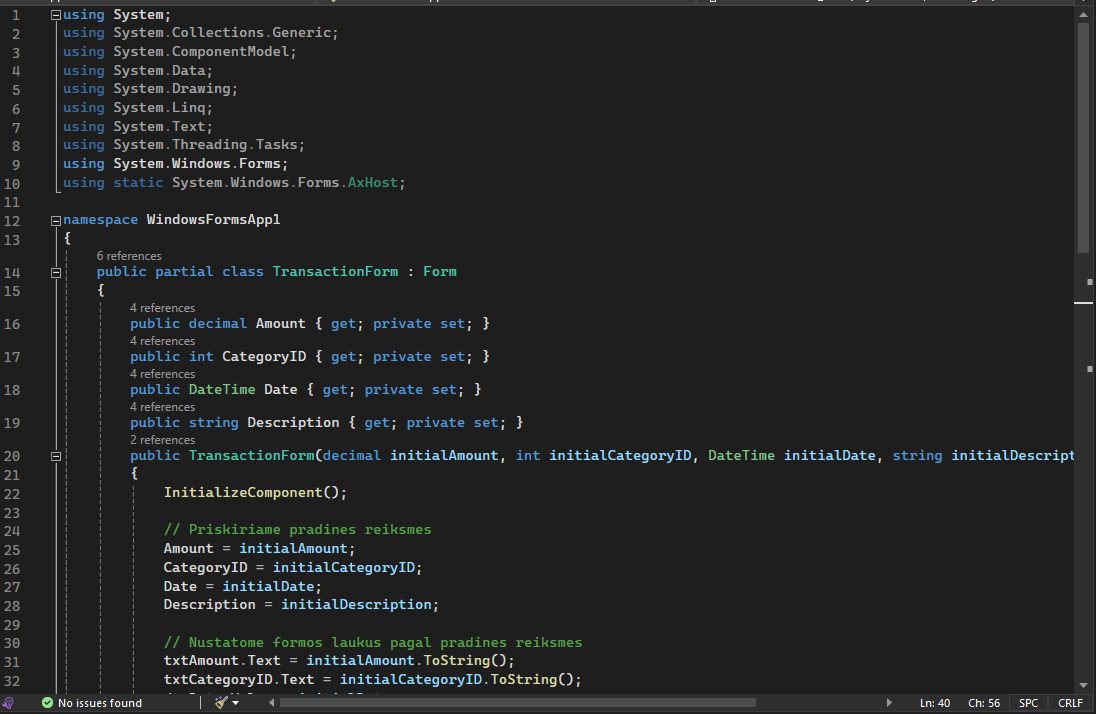 1 using System;
2 using System.Collections.Generic;
3 using System.ComponentModel;
4 using System.Data;
5 using System.Drawing;
6 using System.Linq;
7 using System.Text;
8 using System.Threading.Tasks;
9 using System.Windows.Forms;
10 using static System.Windows.Forms.AxHost;
11
12 namespace WindowsFormsApp1
13 {
6 references
14 public partial class TransactionForm : Form
15 {
4 references
16 public decimal Amount { get; private set; }
4 references
17 public int CategoryID { get; private set; }
4 references
18 public DateTime Date { get; private set; }
4 references
19 public string Description { get; private set; }
2 references
20 public TransactionForm(decimal initialAmount, int initialCategoryID, DateTime initialDate, string initialDescript
21 {
22 InitializeComponent();
23
24 // Priskiriame pradines reiksmes
25 Amount = initialAmount;
26 CategoryID = initialCategoryID;
27 Date = initialDate;
28 Description = initialDescription;
29
30 // Nustatome formos laukus pagal pradines reiksmes
31 txtAmount.Text = initialAmount.ToString();
32 txtCategoryID.Text = initialCategoryID.ToString();
No issues found Ln: 40 Ch: 56 SPC CRLF